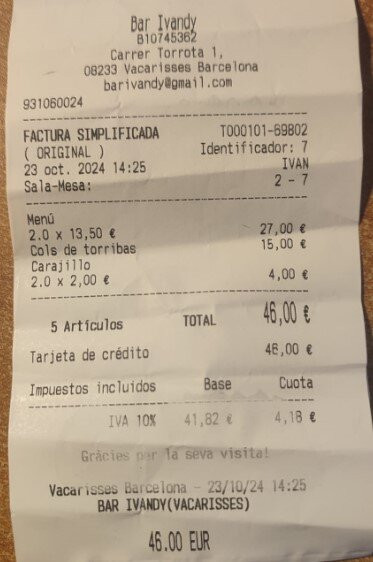 Bar Ivandy
B10745362
Carrer Torrota 1,
08233 Vacarisses Barcelona
barivandy@gmail.com
931060024
FACTURA SIMPLIFICADA T000101-69802
( ORIGINAL ) Identificador: 7
23 oct. 2024 14:25 IVAN
Sala-Mesa: 2 - 7
Menú
2.0 x 13,50 € 27,00 €
Cols de torribas 15,00 €
Carajillo
2.0 x 2,00 € 4,00 €
5 Artículos TOTAL 46,00 €
Tarjeta de crédito 46,00 €
Impuestos incluidos Base Cuota
IVA 10% 41,82 € 4,18 €
Gràcies per la seva visita!
Vacarisses Barcelona - 23/10/24 14:25
BAR IVANDY(VACARISSES)
46.00 EUR